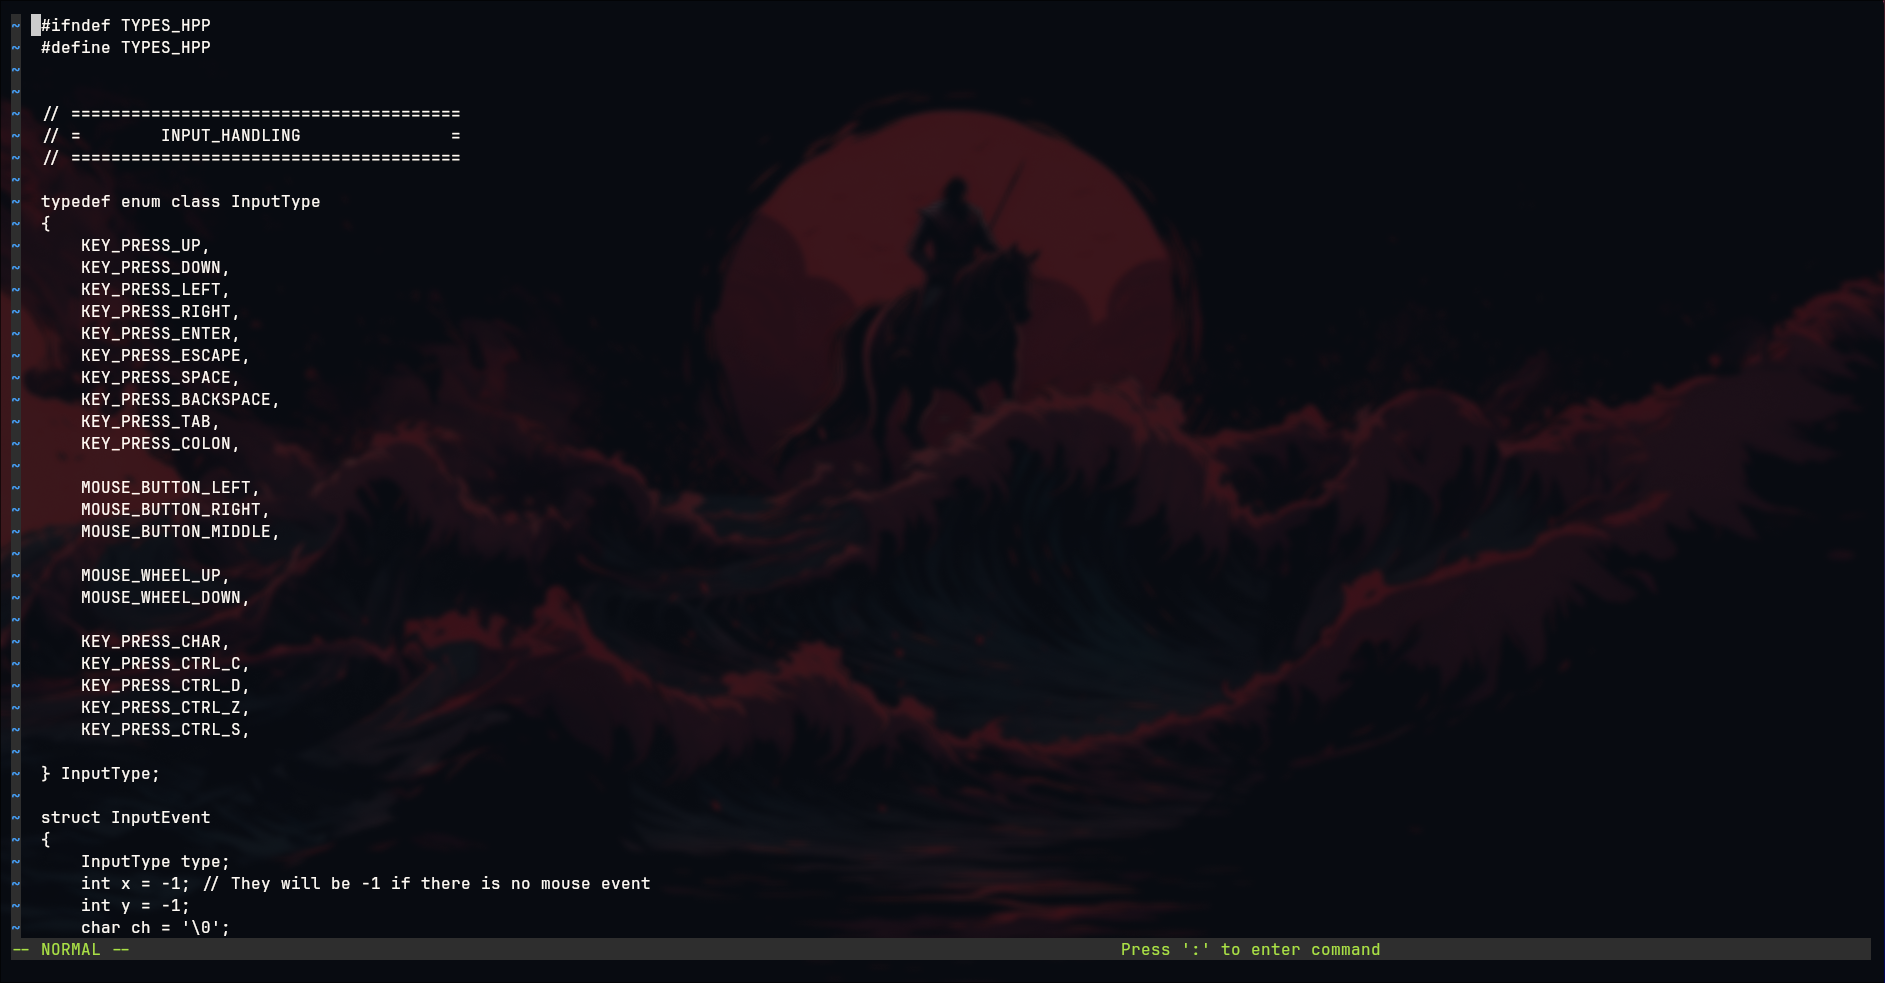 ~ #ifndef TYPES_HPP
~ #define TYPES_HPP
~
~
~ // =======================================
~ // =        INPUT_HANDLING               =
~ // =======================================
~
~ typedef enum class InputType
~ {
~     KEY_PRESS_UP,
~     KEY_PRESS_DOWN,
~     KEY_PRESS_LEFT,
~     KEY_PRESS_RIGHT,
~     KEY_PRESS_ENTER,
~     KEY_PRESS_ESCAPE,
~     KEY_PRESS_SPACE,
~     KEY_PRESS_BACKSPACE,
~     KEY_PRESS_TAB,
~     KEY_PRESS_COLON,
~
~     MOUSE_BUTTON_LEFT,
~     MOUSE_BUTTON_RIGHT,
~     MOUSE_BUTTON_MIDDLE,
~
~     MOUSE_WHEEL_UP,
~     MOUSE_WHEEL_DOWN,
~
~     KEY_PRESS_CHAR,
~     KEY_PRESS_CTRL_C,
~     KEY_PRESS_CTRL_D,
~     KEY_PRESS_CTRL_Z,
~     KEY_PRESS_CTRL_S,
~
~ } InputType;
~
~ struct InputEvent
~ {
~     InputType type;
~     int x = -1; // They will be -1 if there is no mouse event
~     int y = -1;
~     char ch = '\0';
-- NORMAL -- Press ':' to enter command